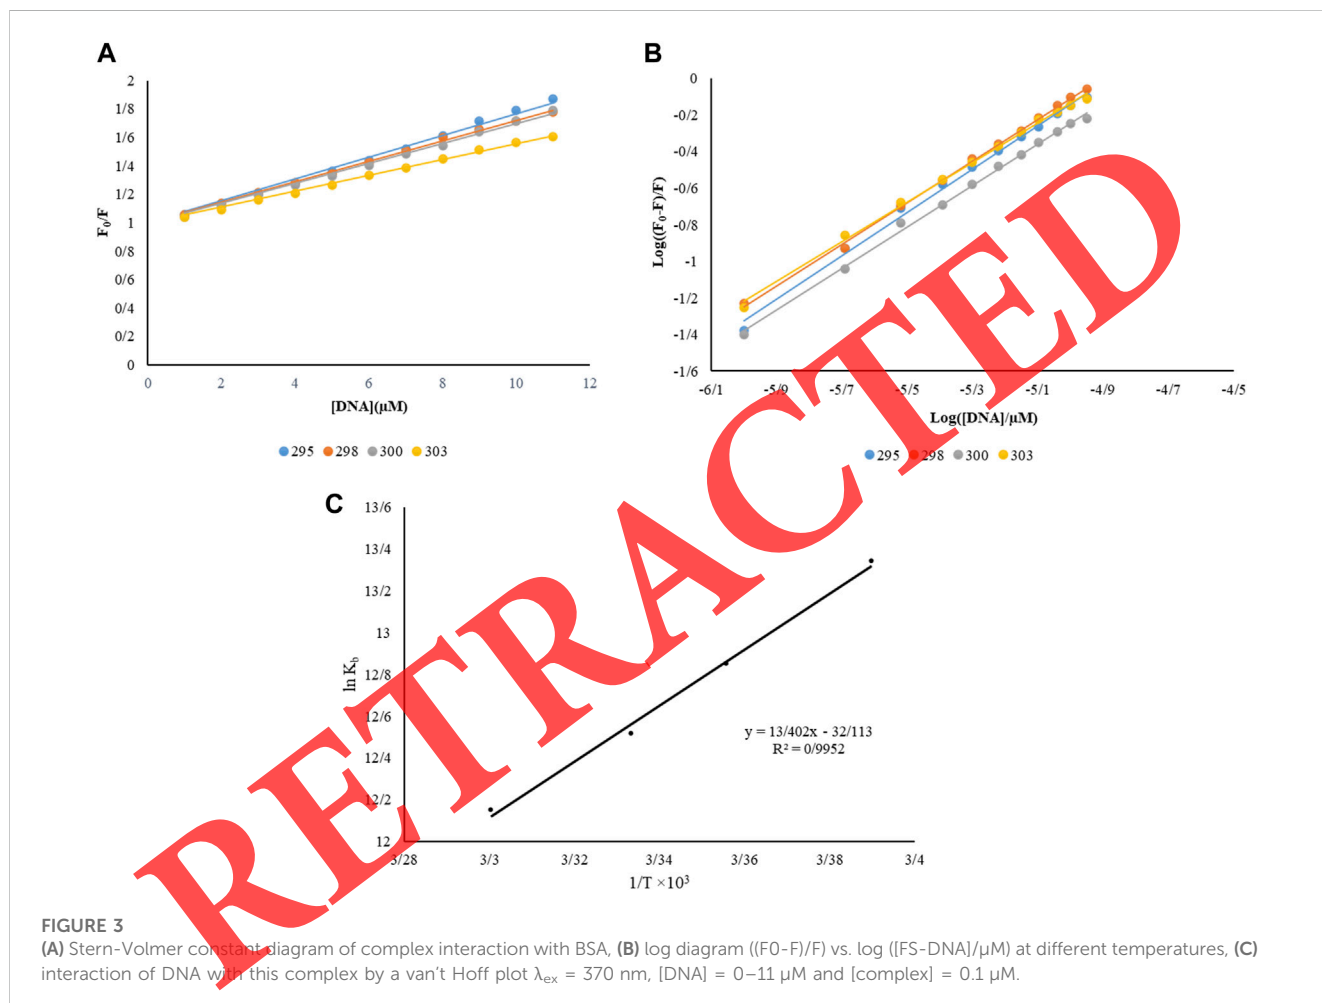 A
2
1/8
1/6
1/4
1/2
1
0/8
0/6
0/4
0/2
0
F₀/F
0 2 4 6 8 10 12
[DNA](µM)
295 298 300 303
B
0
-0/2
-0/4
-0/6
-0/8
-1
-1/2
-1/4
-1/6
Log((F₀-F)/F)
-6/1 -5/9 -5/7 -5/5 -5/3 -5/1 -4/9 -4/7 -4/5
Log([DNA]/µM)
295 298 300 303
C
13/6
13/4
13/2
13
12/8
12/6
12/4
12/2
12
ln K_b
y = 13/402x - 32/113
R² = 0/9952
3/28 3/3 3/32 3/34 3/36 3/38 3/4
1/T ×10³
RETRACTED
FIGURE 3
(A) Stern-Volmer constant diagram of complex interaction with BSA, (B) log diagram ((F0-F)/F) vs. log ([FS-DNA]/µM) at different temperatures, (C)
interaction of DNA with this complex by a van’t Hoff plot λex = 370 nm, [DNA] = 0–11 µM and [complex] = 0.1 µM.